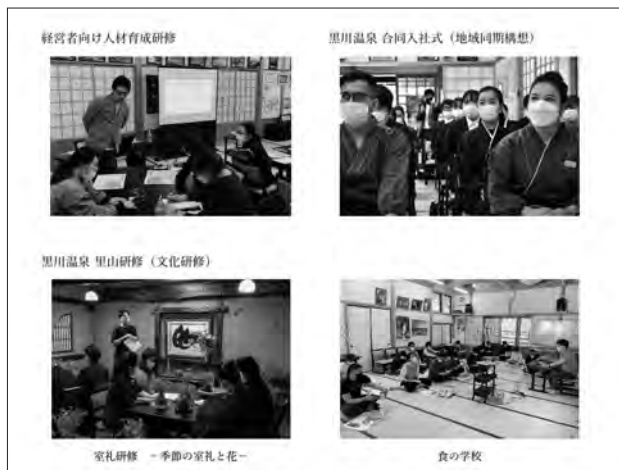 経営者向け人材育成研修
黒川温泉 合同入社式(地域同期構想)
黒川温泉 里山研修(文化研修)
室礼研修 －季節の室礼と花－
食の学校